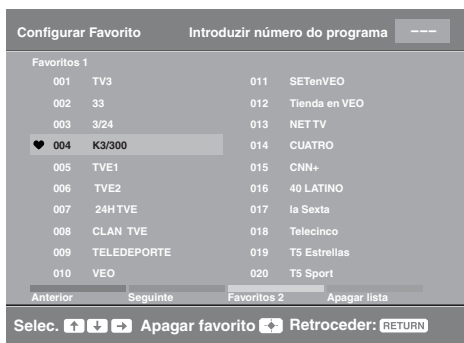 Configurar Favorito Introduzir número do programa ---
Favoritos 1
001 TV3
002 33
003 3/24
004 K3/300
005 TVE1
006 TVE2
007 24H TVE
008 CLAN TVE
009 TELEDEPORTE
010 VEO
011 SETenVEO
012 Tienda en VEO
013 NET TV
014 CUATRO
015 CNN+
016 40 LATINO
017 la Sexta
018 Telecinco
019 T5 Estrellas
020 T5 Sport
Anterior Seguinte Favoritos 2 Apagar lista
Selec. Apagar favorito Retroceder: RETURN